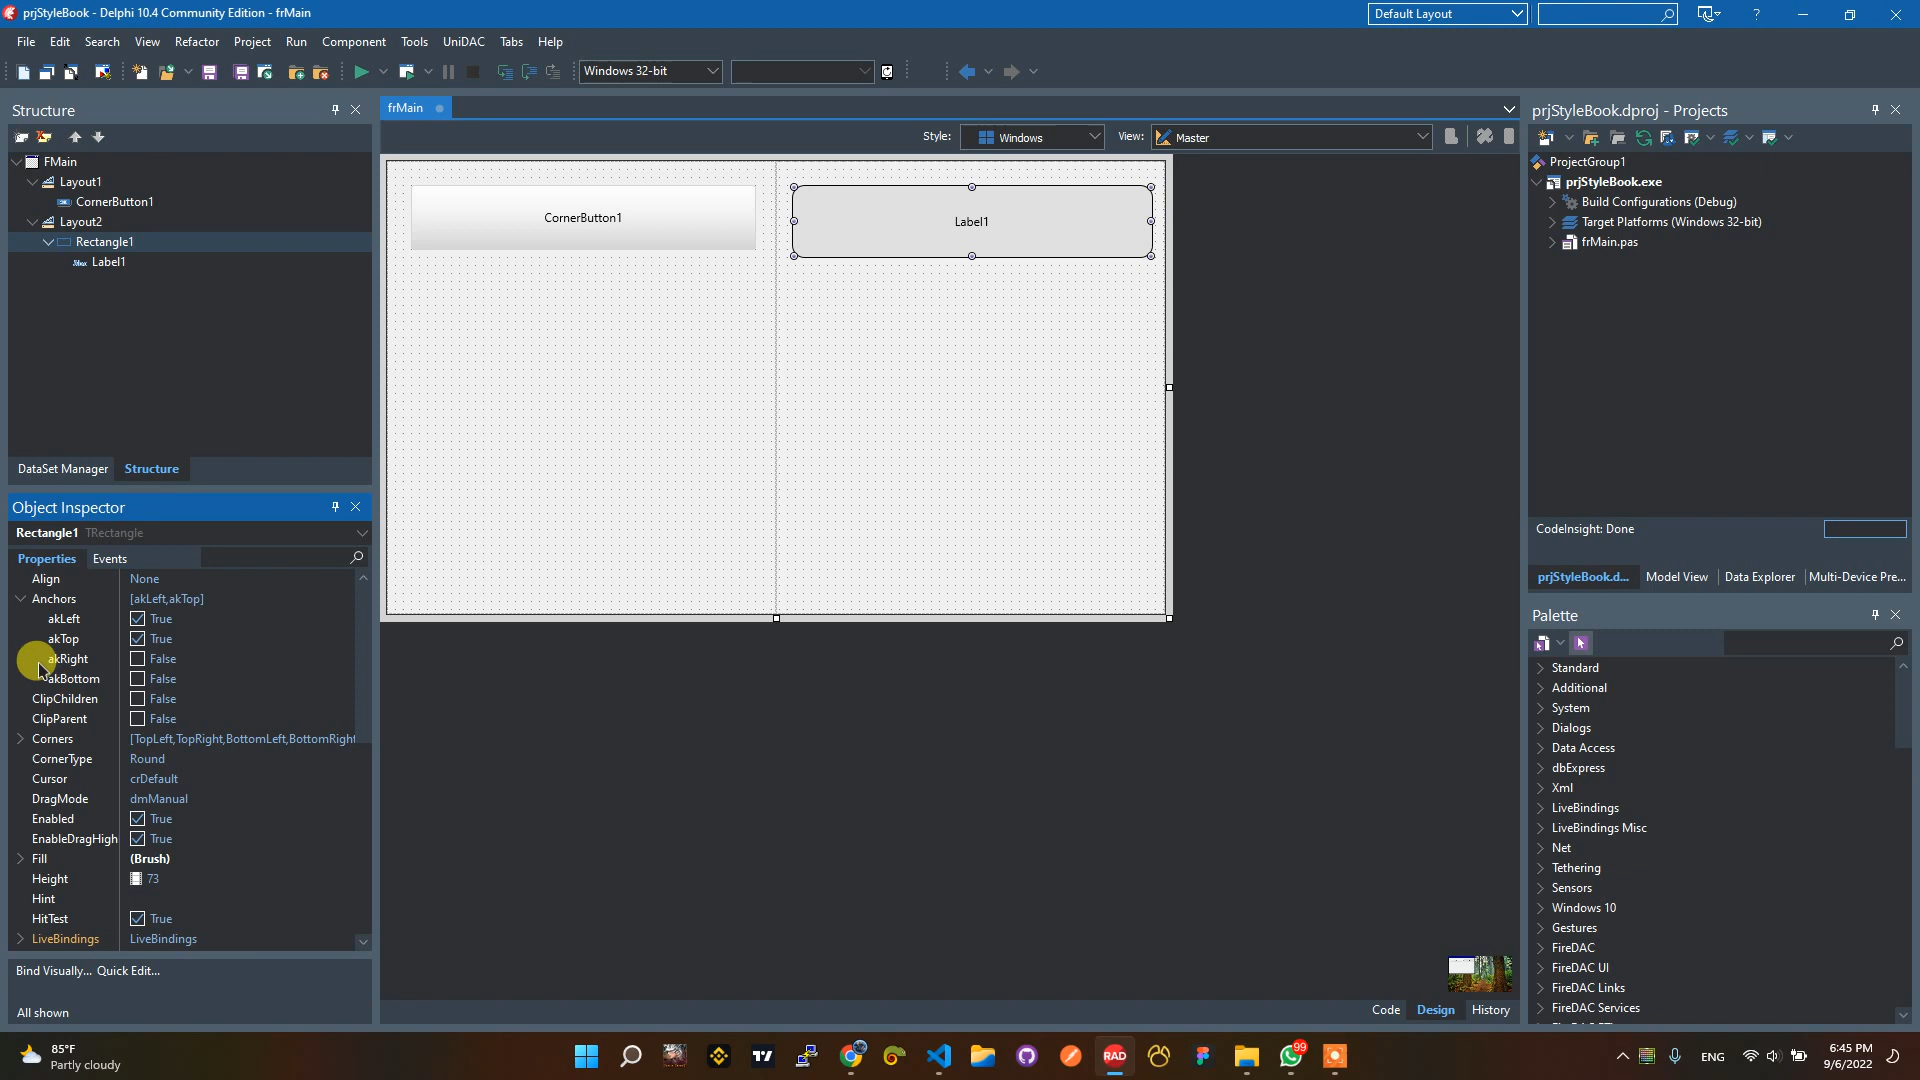 prjStyleBook - Delphi 10.4 Community Edition - frMain
Default Layout
?
File Edit Search View Refactor Project Run Component Tools UniDAC Tabs Help
Windows 32-bit
Structure
FMain
Layout1
CornerButton1
Layout2
Rectangle1
Label1
DataSet Manager Structure
Object Inspector
Rectangle1 TRectangle
Properties Events
Align None
Anchors [akLeft,akTop]
akLeft True
akTop True
akRight False
akBottom False
ClipChildren False
ClipParent False
Corners [TopLeft,TopRight,BottomLeft,BottomRight
CornerType Round
Cursor crDefault
DragMode dmManual
Enabled True
EnableDragHigh True
Fill (Brush)
Height 73
Hint
HitTest True
LiveBindings LiveBindings
Bind Visually... Quick Edit...
All shown
frMain
Style: Windows View: Master
CornerButton1
Label1
Code Design History
prjStyleBook.dproj - Projects
ProjectGroup1
prjStyleBook.exe
Build Configurations (Debug)
Target Platforms (Windows 32-bit)
frMain.pas
CodeInsight: Done
prjStyleBook.d... Model View Data Explorer Multi-Device Pre...
Palette
Standard
Additional
System
Dialogs
Data Access
dbExpress
Xml
LiveBindings
LiveBindings Misc
Net
Tethering
Sensors
Windows 10
Gestures
FireDAC
FireDAC UI
FireDAC Links
FireDAC Services
85°F
Partly cloudy
RAD
99
ENG
6:45 PM
9/6/2022